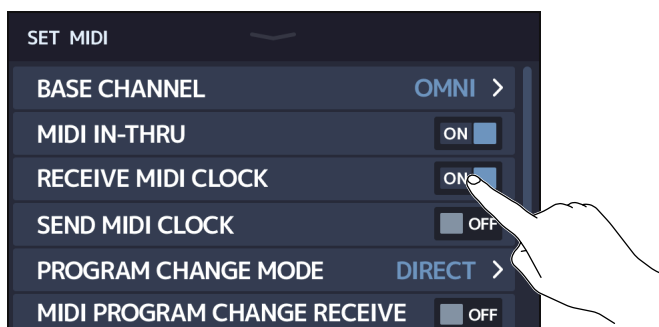 SET MIDI
BASE CHANNEL OMNI >
MIDI IN-THRU ON
RECEIVE MIDI CLOCK ON
SEND MIDI CLOCK OFF
PROGRAM CHANGE MODE DIRECT >
MIDI PROGRAM CHANGE RECEIVE OFF